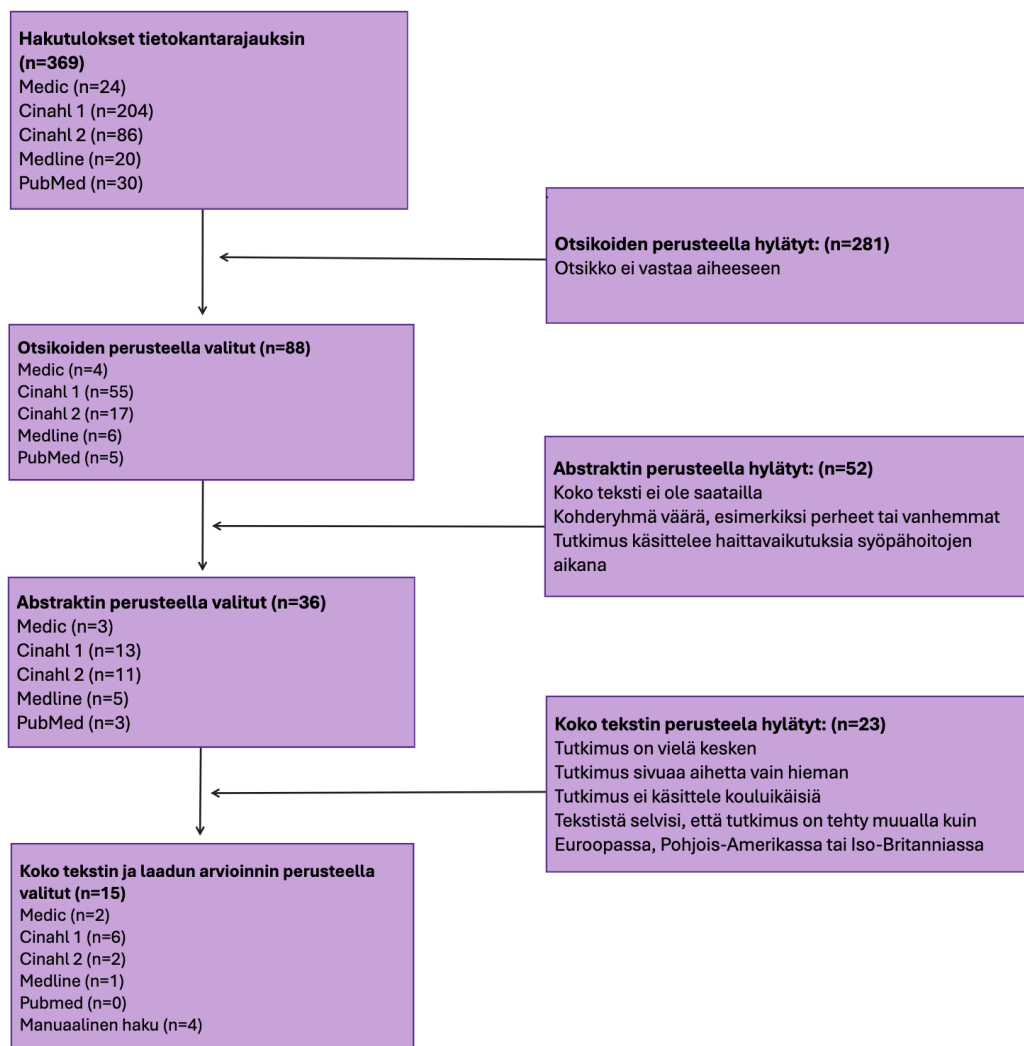 Hakutulokset tietokantarajauksin
(n=369)
Medic (n=24)
Cinahl 1 (n=204)
Cinahl 2 (n=86)
Medline (n=20)
PubMed (n=30)
Otsikoiden perusteella hylätyt: (n=281)
Otsikko ei vastaa aiheeseen
Otsikoiden perusteella valitut (n=88)
Medic (n=4)
Cinahl 1 (n=55)
Cinahl 2 (n=17)
Medline (n=6)
PubMed (n=5)
Abstraktin perusteella hylätyt: (n=52)
Koko teksti ei ole saatailla
Kohderyhmä väärä, esimerkiksi perheet tai vanhemmat
Tutkimus käsittelee haittavaikutuksia syöpähoitojen
aikana
Abstraktin perusteella valitut (n=36)
Medic (n=3)
Cinahl 1 (n=13)
Cinahl 2 (n=11)
Medline (n=5)
PubMed (n=3)
Koko tekstin perusteela hylätyt: (n=23)
Tutkimus on vielä kesken
Tutkimus sivuaa aihetta vain hieman
Tutkimus ei käsittele kouluikäisiä
Tekstistä selvisi, että tutkimus on tehty muualla kuin
Euroopassa, Pohjois-Amerikassa tai Iso-Britanniassa
Koko tekstin ja laadun arvioinnin perusteella
valitut (n=15)
Medic (n=2)
Cinahl 1 (n=6)
Cinahl 2 (n=2)
Medline (n=1)
Pubmed (n=0)
Manuaalinen haku (n=4)